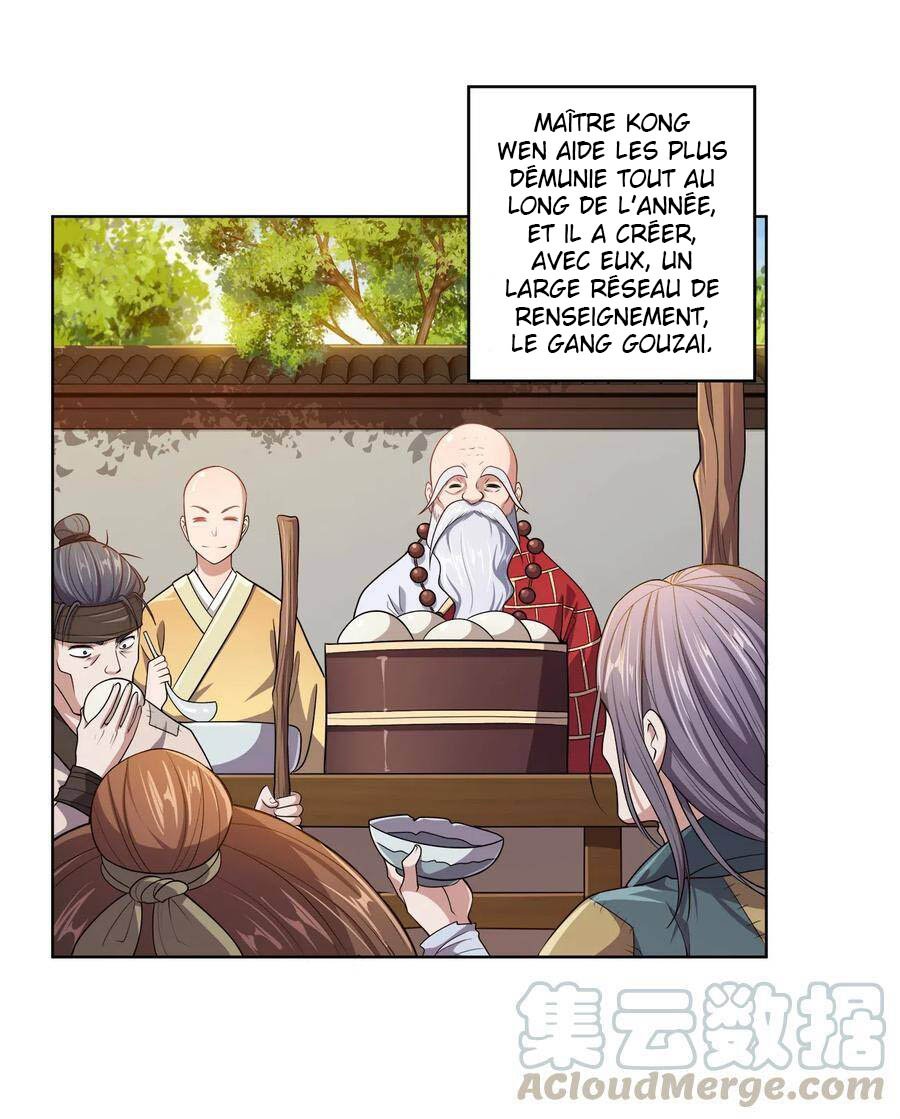 MAÎTRE KONG
WEN AIDE LES PLUS
DÉMUNIE TOUT AU
LONG DE L'ANNÉE,
ET IL A CRÉER,
AVEC EUX, UN
LARGE RÉSEAU DE
RENSEIGNEMENT,
LE GANG GOUZAI.
集云数据
ACloudMerge.com